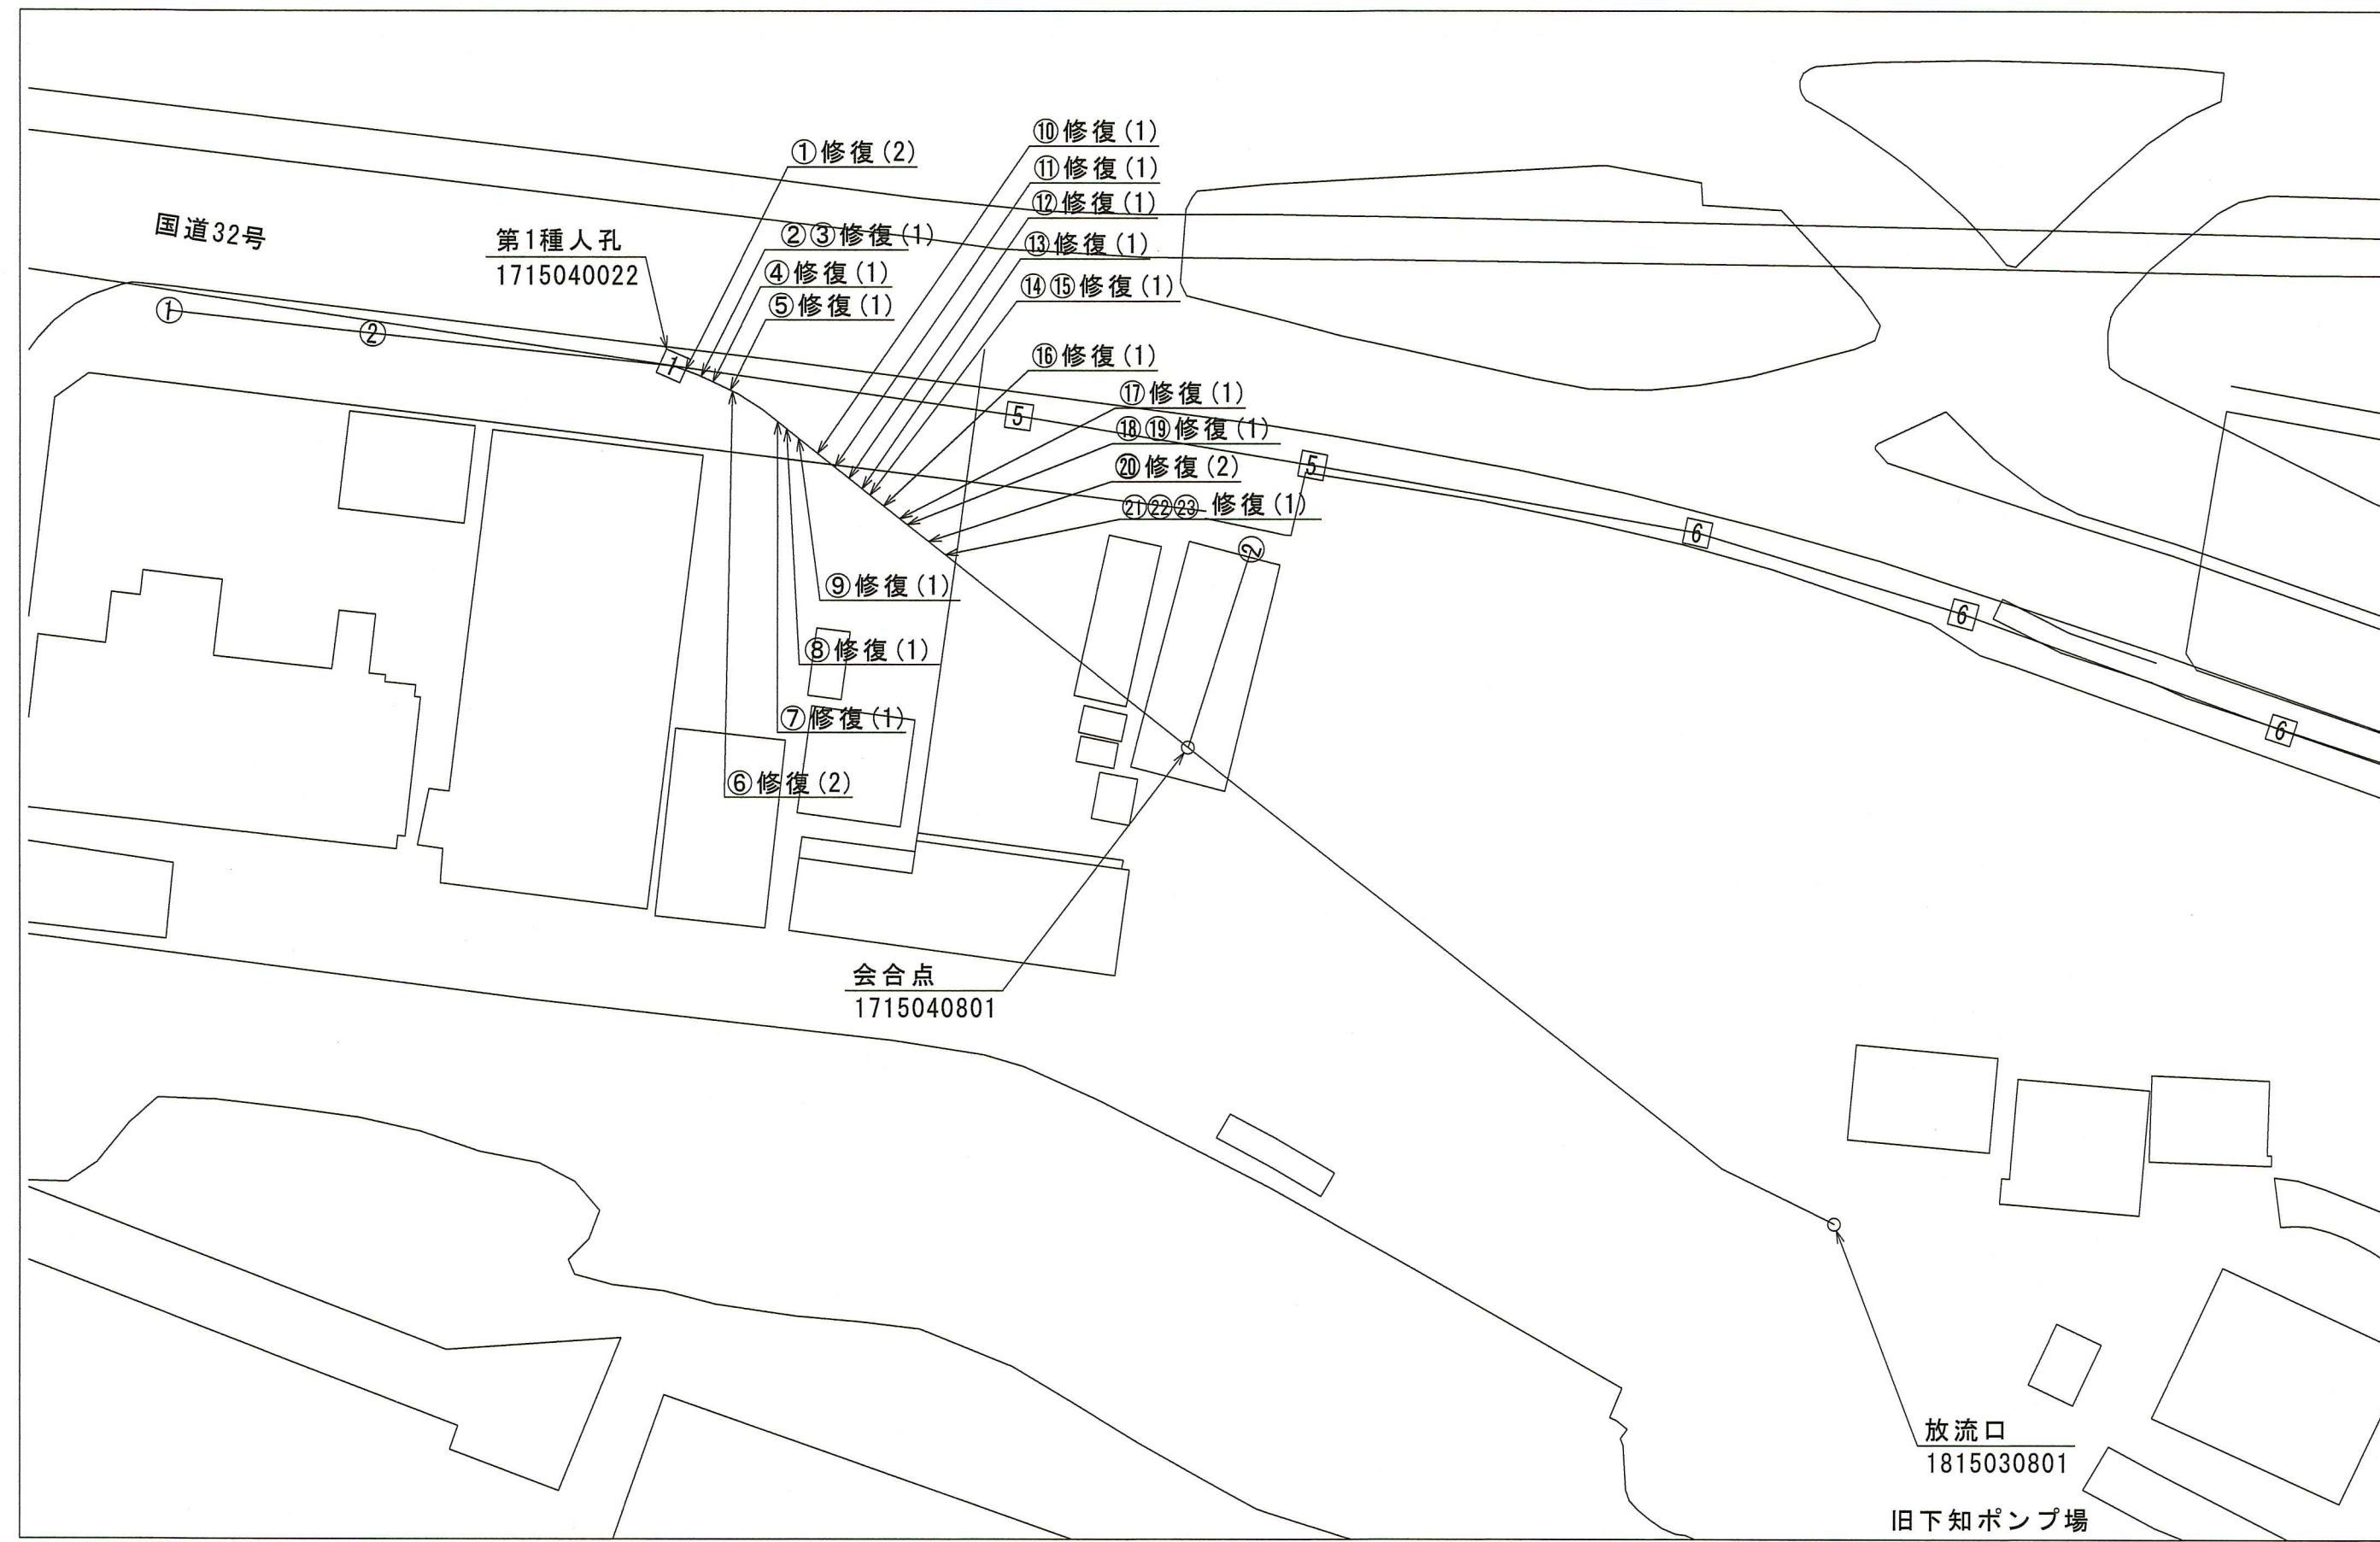 国道32号
第1種人孔
1715040022
①修復(2)
②③修復(1)
④修復(1)
⑤修復(1)
⑩修復(1)
⑪修復(1)
⑫修復(1)
⑬修復(1)
⑭⑮修復(1)
⑯修復(1)
⑰修復(1)
⑱⑲修復(1)
⑳修復(2)
㉑㉒㉓修復(1)
①
②
1
5
5
6
6
6
②
⑨修復(1)
⑧修復(1)
⑦修復(1)
⑥修復(2)
会合点
1715040801
放流口
1815030801
旧下知ポンプ場